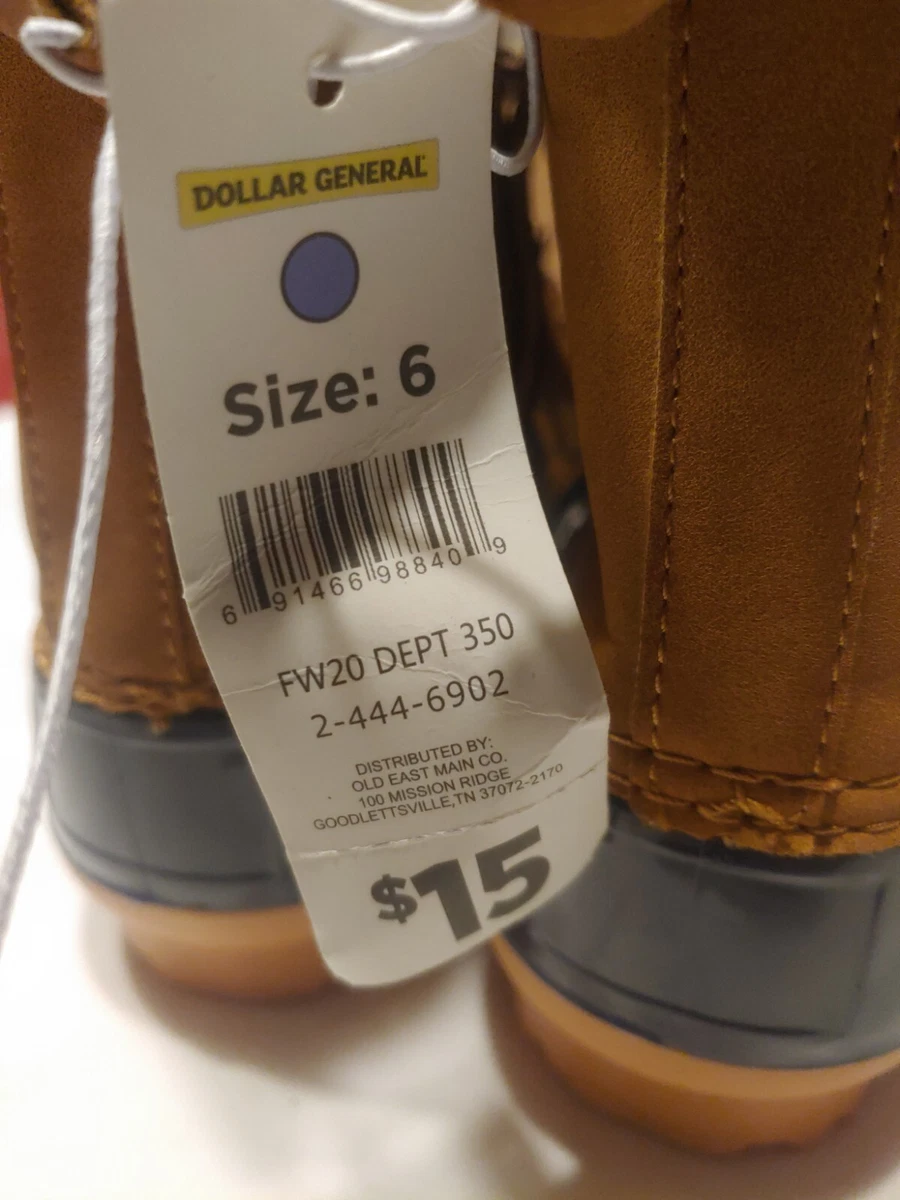 DOLLAR GENERAL
Size: 6
6 91466 98840 9
FW20 DEPT 350
2-444-6902
DISTRIBUTED BY:
OLD EAST MAIN CO.
100 MISSION RIDGE
GOODLETTSVILLE,TN 37072-2170
$15